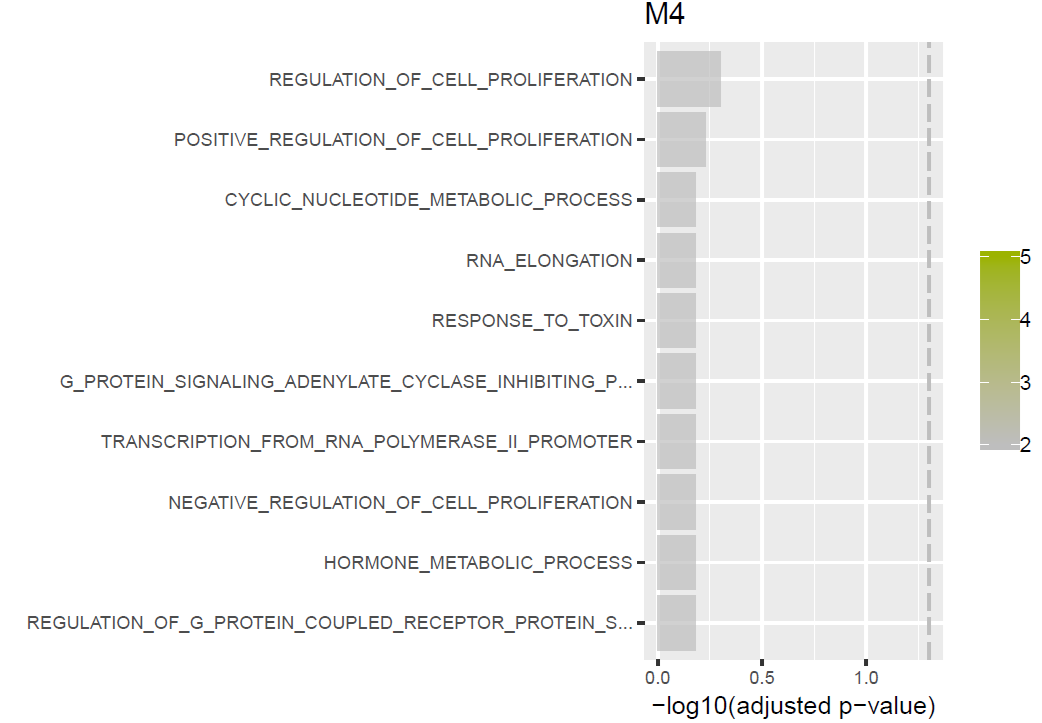 M4
REGULATION_OF_CELL_PROLIFERATION
POSITIVE_REGULATION_OF_CELL_PROLIFERATION
CYCLIC_NUCLEOTIDE_METABOLIC_PROCESS
RNA_ELONGATION
RESPONSE_TO_TOXIN
G_PROTEIN_SIGNALING_ADENYLATE_CYCLASE_INHIBITING_P...
TRANSCRIPTION_FROM_RNA_POLYMERASE_II_PROMOTER
NEGATIVE_REGULATION_OF_CELL_PROLIFERATION
HORMONE_METABOLIC_PROCESS
REGULATION_OF_G_PROTEIN_COUPLED_RECEPTOR_PROTEIN_S...
0.0 0.5 1.0
−log10(adjusted p−value)
5
4
3
2